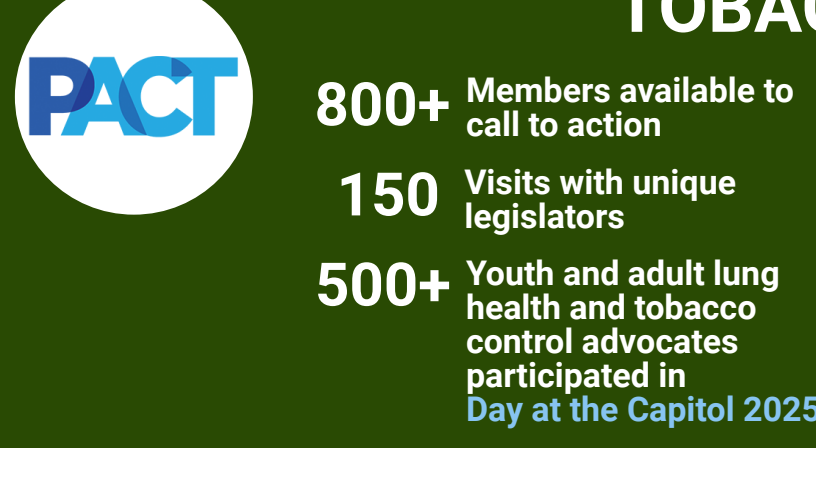 PACT
800+ Members available to
call to action
150 Visits with unique
legislators
500+ Youth and adult lung
health and tobacco
control advocates
participated in
Day at the Capitol 2025